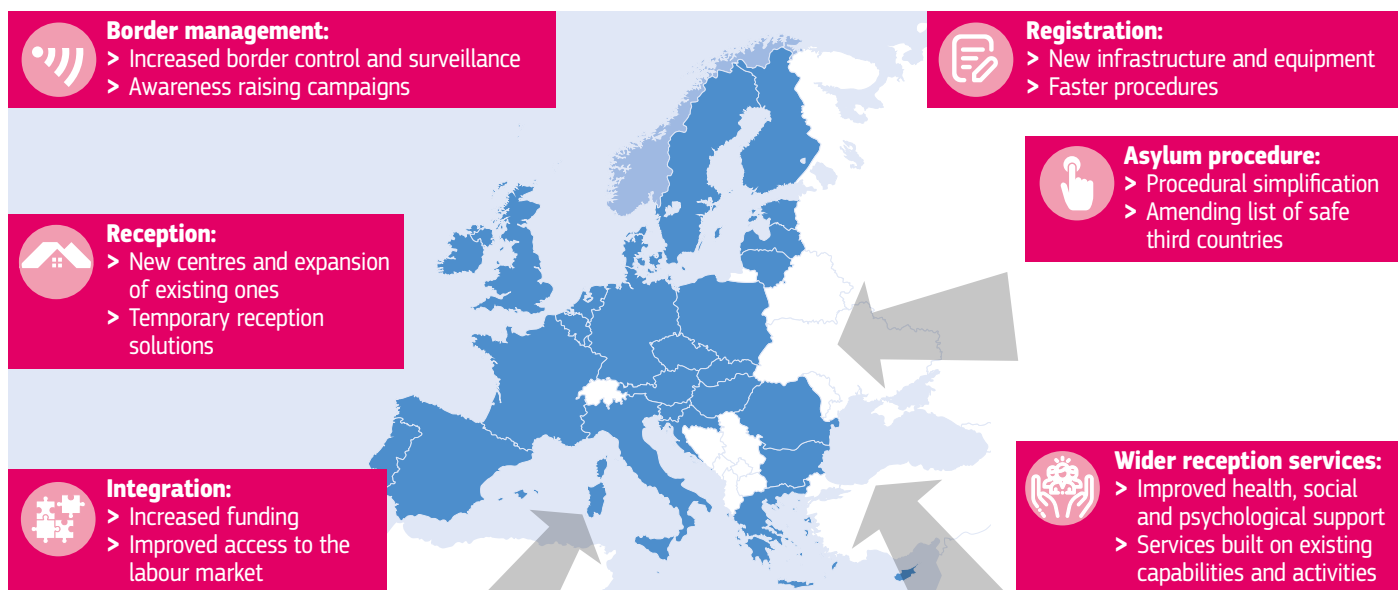 Border management:
> Increased border control and surveillance
> Awareness raising campaigns
Registration:
> New infrastructure and equipment
> Faster procedures
Asylum procedure:
> Procedural simplification
> Amending list of safe
third countries
Reception:
> New centres and expansion
of existing ones
> Temporary reception
solutions
Integration:
> Increased funding
> Improved access to the
labour market
Wider reception services:
> Improved health, social
and psychological support
> Services built on existing
capabilities and activities